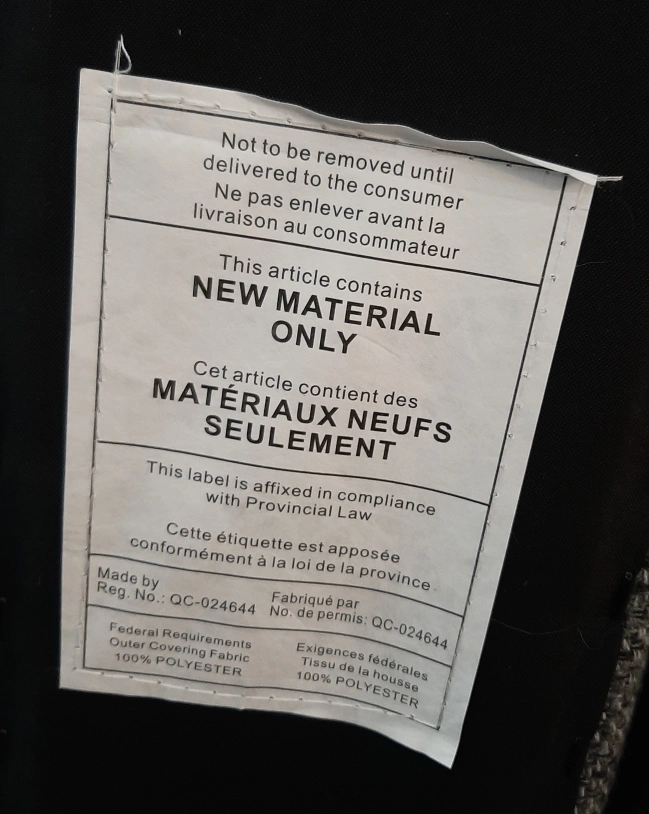 Not to be removed until
delivered to the consumer
Ne pas enlever avant la
livraison au consommateur
This article contains
NEW MATERIAL
ONLY
Cet article contient des
MATÉRIAUX NEUFS
SEULEMENT
This label is affixed in compliance
with Provincial Law
Cette étiquette est apposée
conformément à la loi de la province.
Made by
Reg. No.: QC-024644
Fabriqué par
No. de permis: QC-024644
Federal Requirements
Outer Covering Fabric
100% POLYESTER
Exigences fédérales
Tissu de la housse
100% POLYESTER